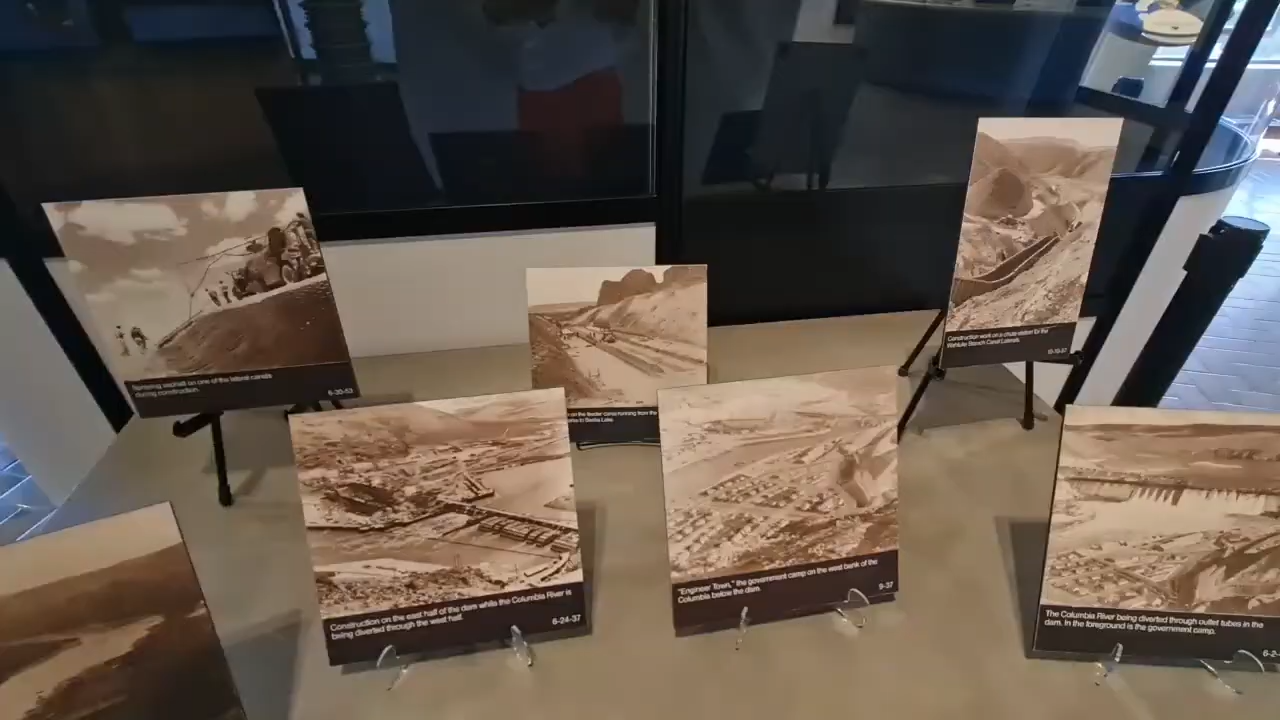 Spraying asphalt on one of the lateral canals
during construction.
6-20-53
on the feeder canal running from the
to Banks Lake.
Construction work on a chute station for the
Wahluke Branch Canal Laterals.
Construction on the east half of the dam while the Columbia River is
being diverted through the west half.
6-24-37
"Engineer Town," the government camp on the west bank of the
Columbia below the dam.
9-37
The Columbia River being diverted through outlet tubes in the
dam. In the foreground is the government camp.
6-2-